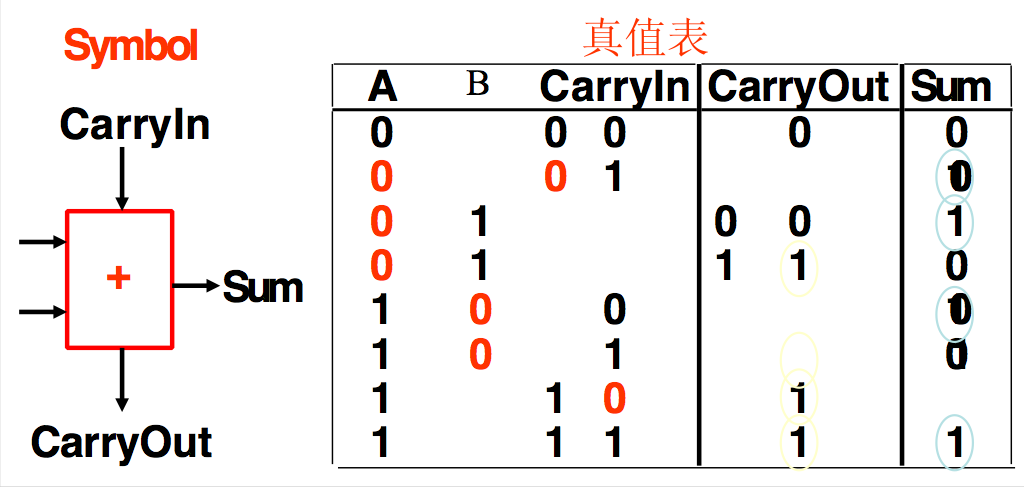 Symbol
CarryIn
+
Sum
CarryOut
真值表
A B CarryIn CarryOut Sum
0 0 0 0 0
0 0 1
0 1 0 0 1
0 1 1 1 0
1 0 0
1 0 1
1 1 0 1
1 1 1 1 1